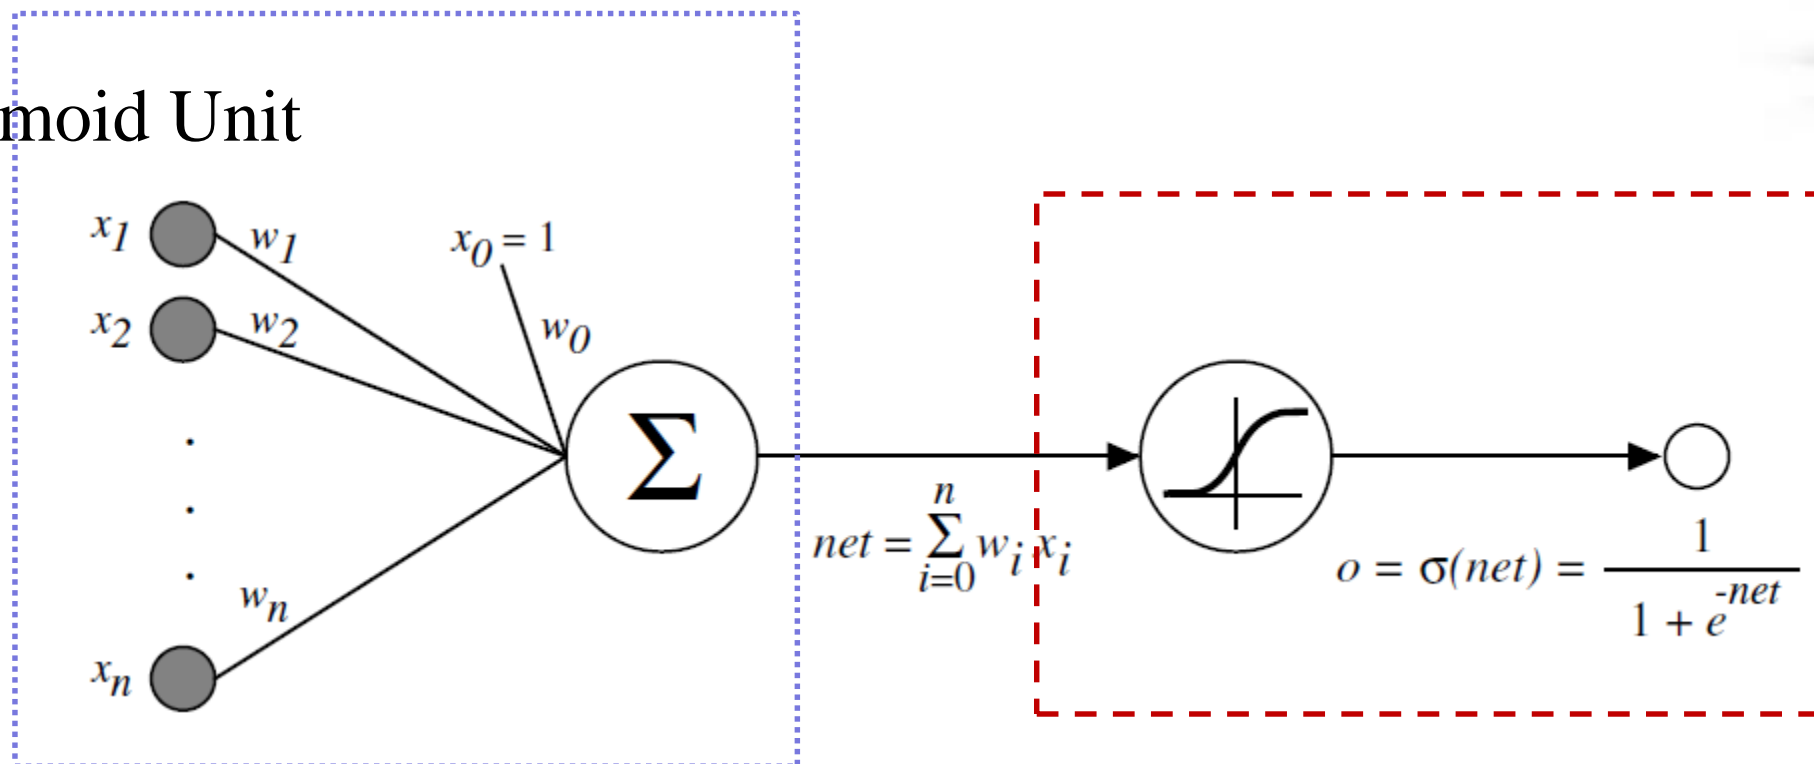 moid Unit
x1
w1
x0 = 1
x2
w2
w0
Σ
.
.
.
wn
xn
n
net = Σ wi xi
i=0
1
o = σ(net) =
1 + e-net